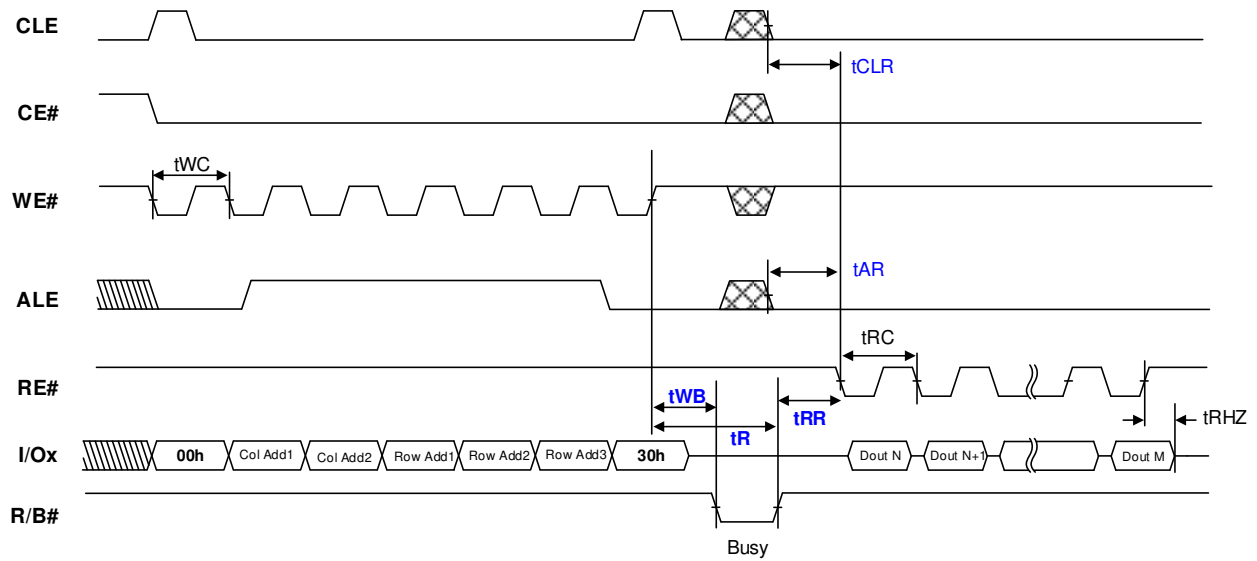 CLE
tCLR
CE#
tWC
WE#
ALE
tAR
tRC
RE#
tWB
tR
tRR
tRHZ
I/Ox
00h Col Add1 Col Add2 Row Add1 Row Add2 Row Add3 30h Dout N Dout N+1 Dout M
R/B#
Busy